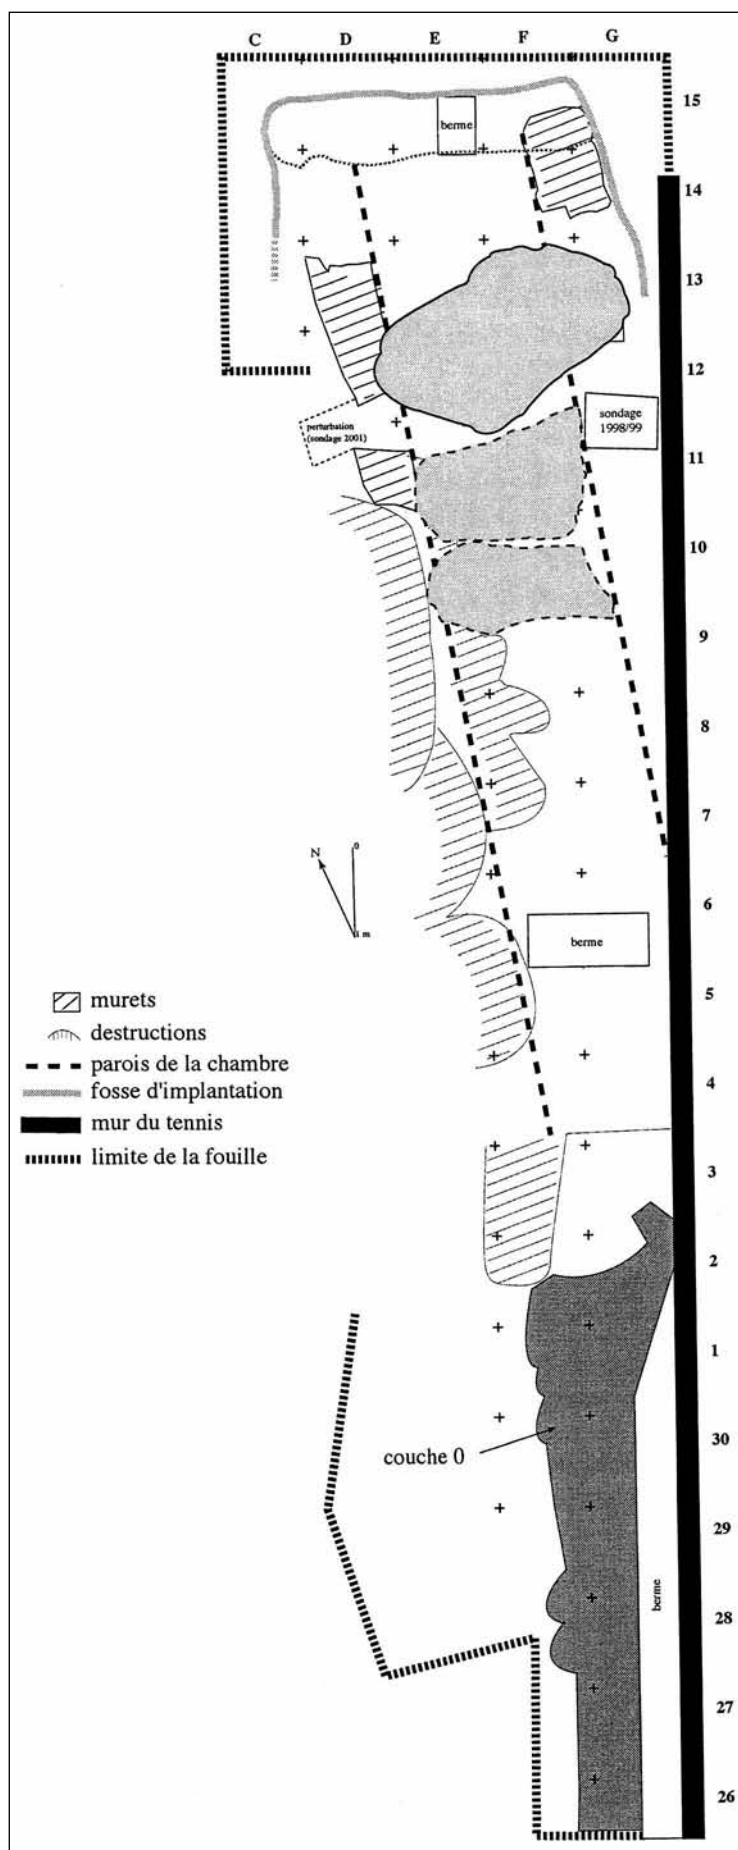 C D E F G
15
berme
14
13
12
sondage
1998/99
perturbation
(sondage 2001)
11
10
9
8
7
N
0
1 m
6
berme
5
murets
destructions
parois de la chambre
fosse d'implantation
mur du tennis
limite de la fouille
4
3
2
1
couche 0
30
29
berme
28
27
26